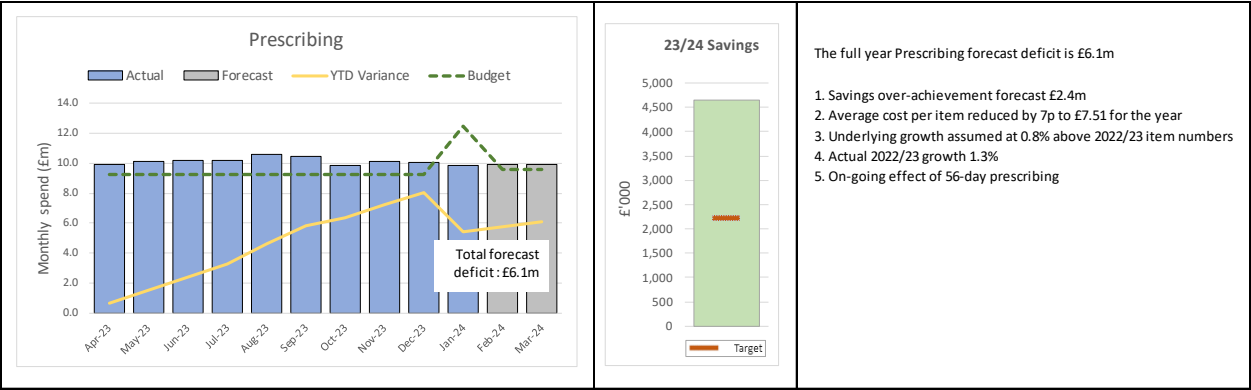 Prescribing
Actual Forecast YTD Variance Budget
14.0
12.0
10.0
8.0
6.0
4.0
2.0
0.0
Monthly spend (£m)
Total forecast
deficit : £6.1m
Apr-23 May-23 Jun-23 Jul-23 Aug-23 Sep-23 Oct-23 Nov-23 Dec-23 Jan-24 Feb-24 Mar-24
23/24 Savings
5,000
4,500
4,000
3,500
3,000
2,500
2,000
1,500
1,000
500
0
£'000
Target
The full year Prescribing forecast deficit is £6.1m
1. Savings over-achievement forecast £2.4m
2. Average cost per item reduced by 7p to £7.51 for the year
3. Underlying growth assumed at 0.8% above 2022/23 item numbers
4. Actual 2022/23 growth 1.3%
5. On-going effect of 56-day prescribing